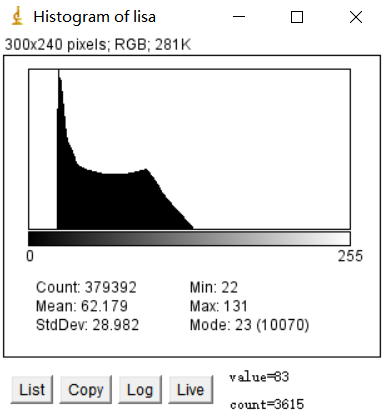 Histogram of lisa
300x240 pixels; RGB; 281K
0 255
Count: 379392 Min: 22
Mean: 62.179 Max: 131
StdDev: 28.982 Mode: 23 (10070)
List Copy Log Live
value=83
count=3615